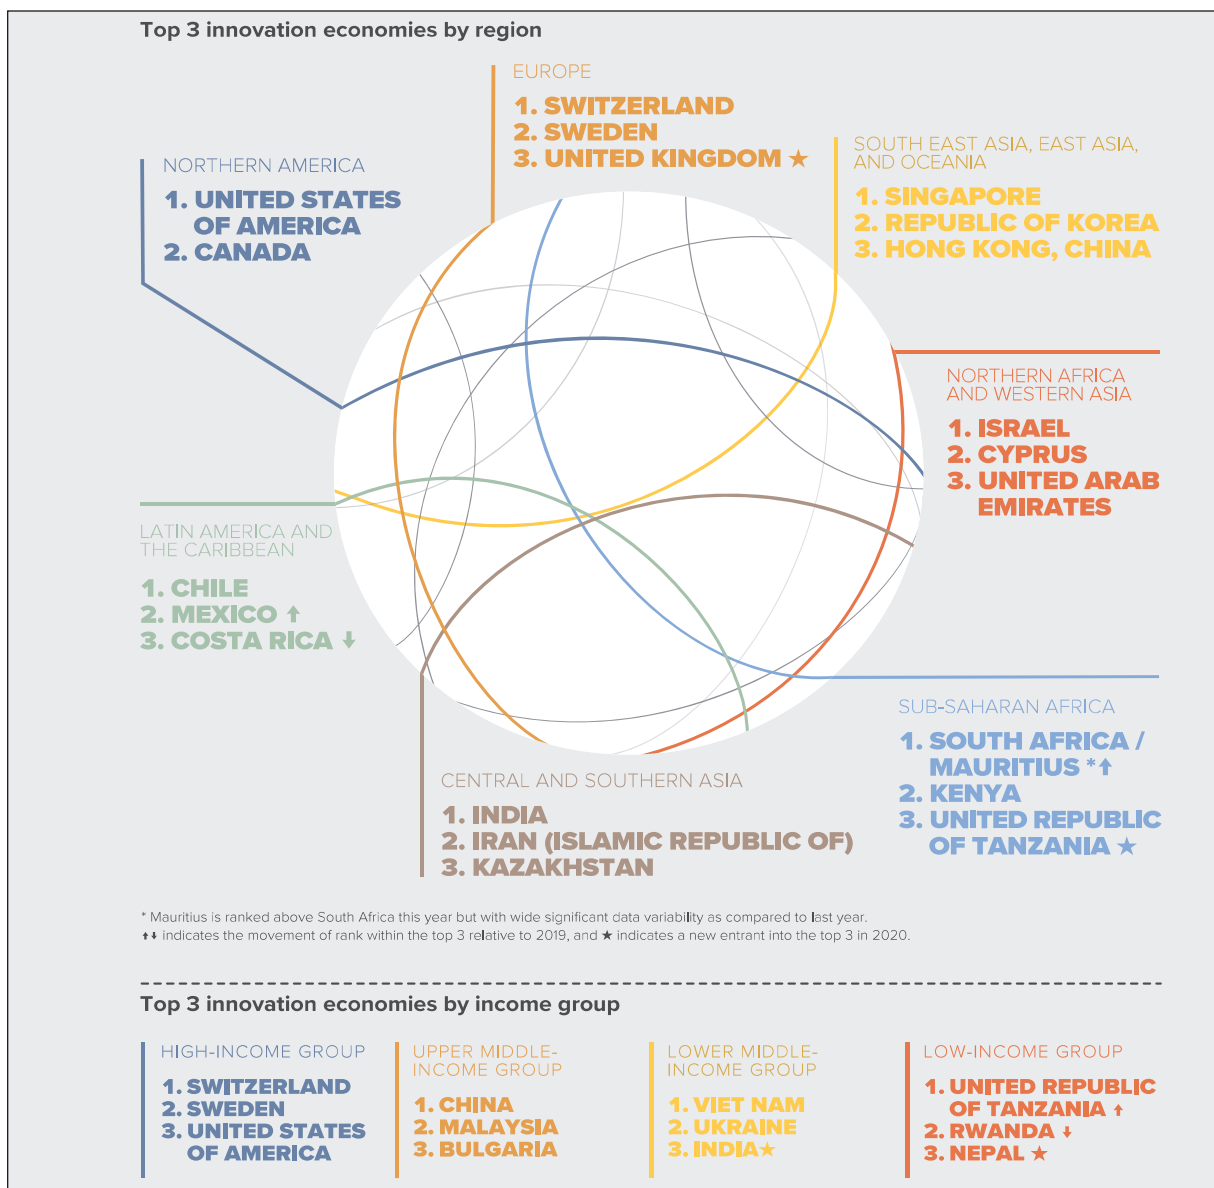 Top 3 innovation economies by region
EUROPE
1. SWITZERLAND
2. SWEDEN
3. UNITED KINGDOM ★
NORTHERN AMERICA
1. UNITED STATES
OF AMERICA
2. CANADA
SOUTH EAST ASIA, EAST ASIA,
AND OCEANIA
1. SINGAPORE
2. REPUBLIC OF KOREA
3. HONG KONG, CHINA
NORTHERN AFRICA
AND WESTERN ASIA
1. ISRAEL
2. CYPRUS
3. UNITED ARAB
EMIRATES
LATIN AMERICA AND
THE CARIBBEAN
1. CHILE
2. MEXICO ↑
3. COSTA RICA ↓
SUB-SAHARAN AFRICA
1. SOUTH AFRICA /
MAURITIUS *↑
2. KENYA
3. UNITED REPUBLIC
OF TANZANIA ★
CENTRAL AND SOUTHERN ASIA
1. INDIA
2. IRAN (ISLAMIC REPUBLIC OF)
3. KAZAKHSTAN
* Mauritius is ranked above South Africa this year but with wide significant data variability as compared to last year.
↑↓ indicates the movement of rank within the top 3 relative to 2019, and ★ indicates a new entrant into the top 3 in 2020.
Top 3 innovation economies by income group
HIGH-INCOME GROUP
1. SWITZERLAND
2. SWEDEN
3. UNITED STATES
OF AMERICA
UPPER MIDDLE-
INCOME GROUP
1. CHINA
2. MALAYSIA
3. BULGARIA
LOWER MIDDLE-
INCOME GROUP
1. VIET NAM
2. UKRAINE
3. INDIA★
LOW-INCOME GROUP
1. UNITED REPUBLIC
OF TANZANIA ↑
2. RWANDA ↓
3. NEPAL ★